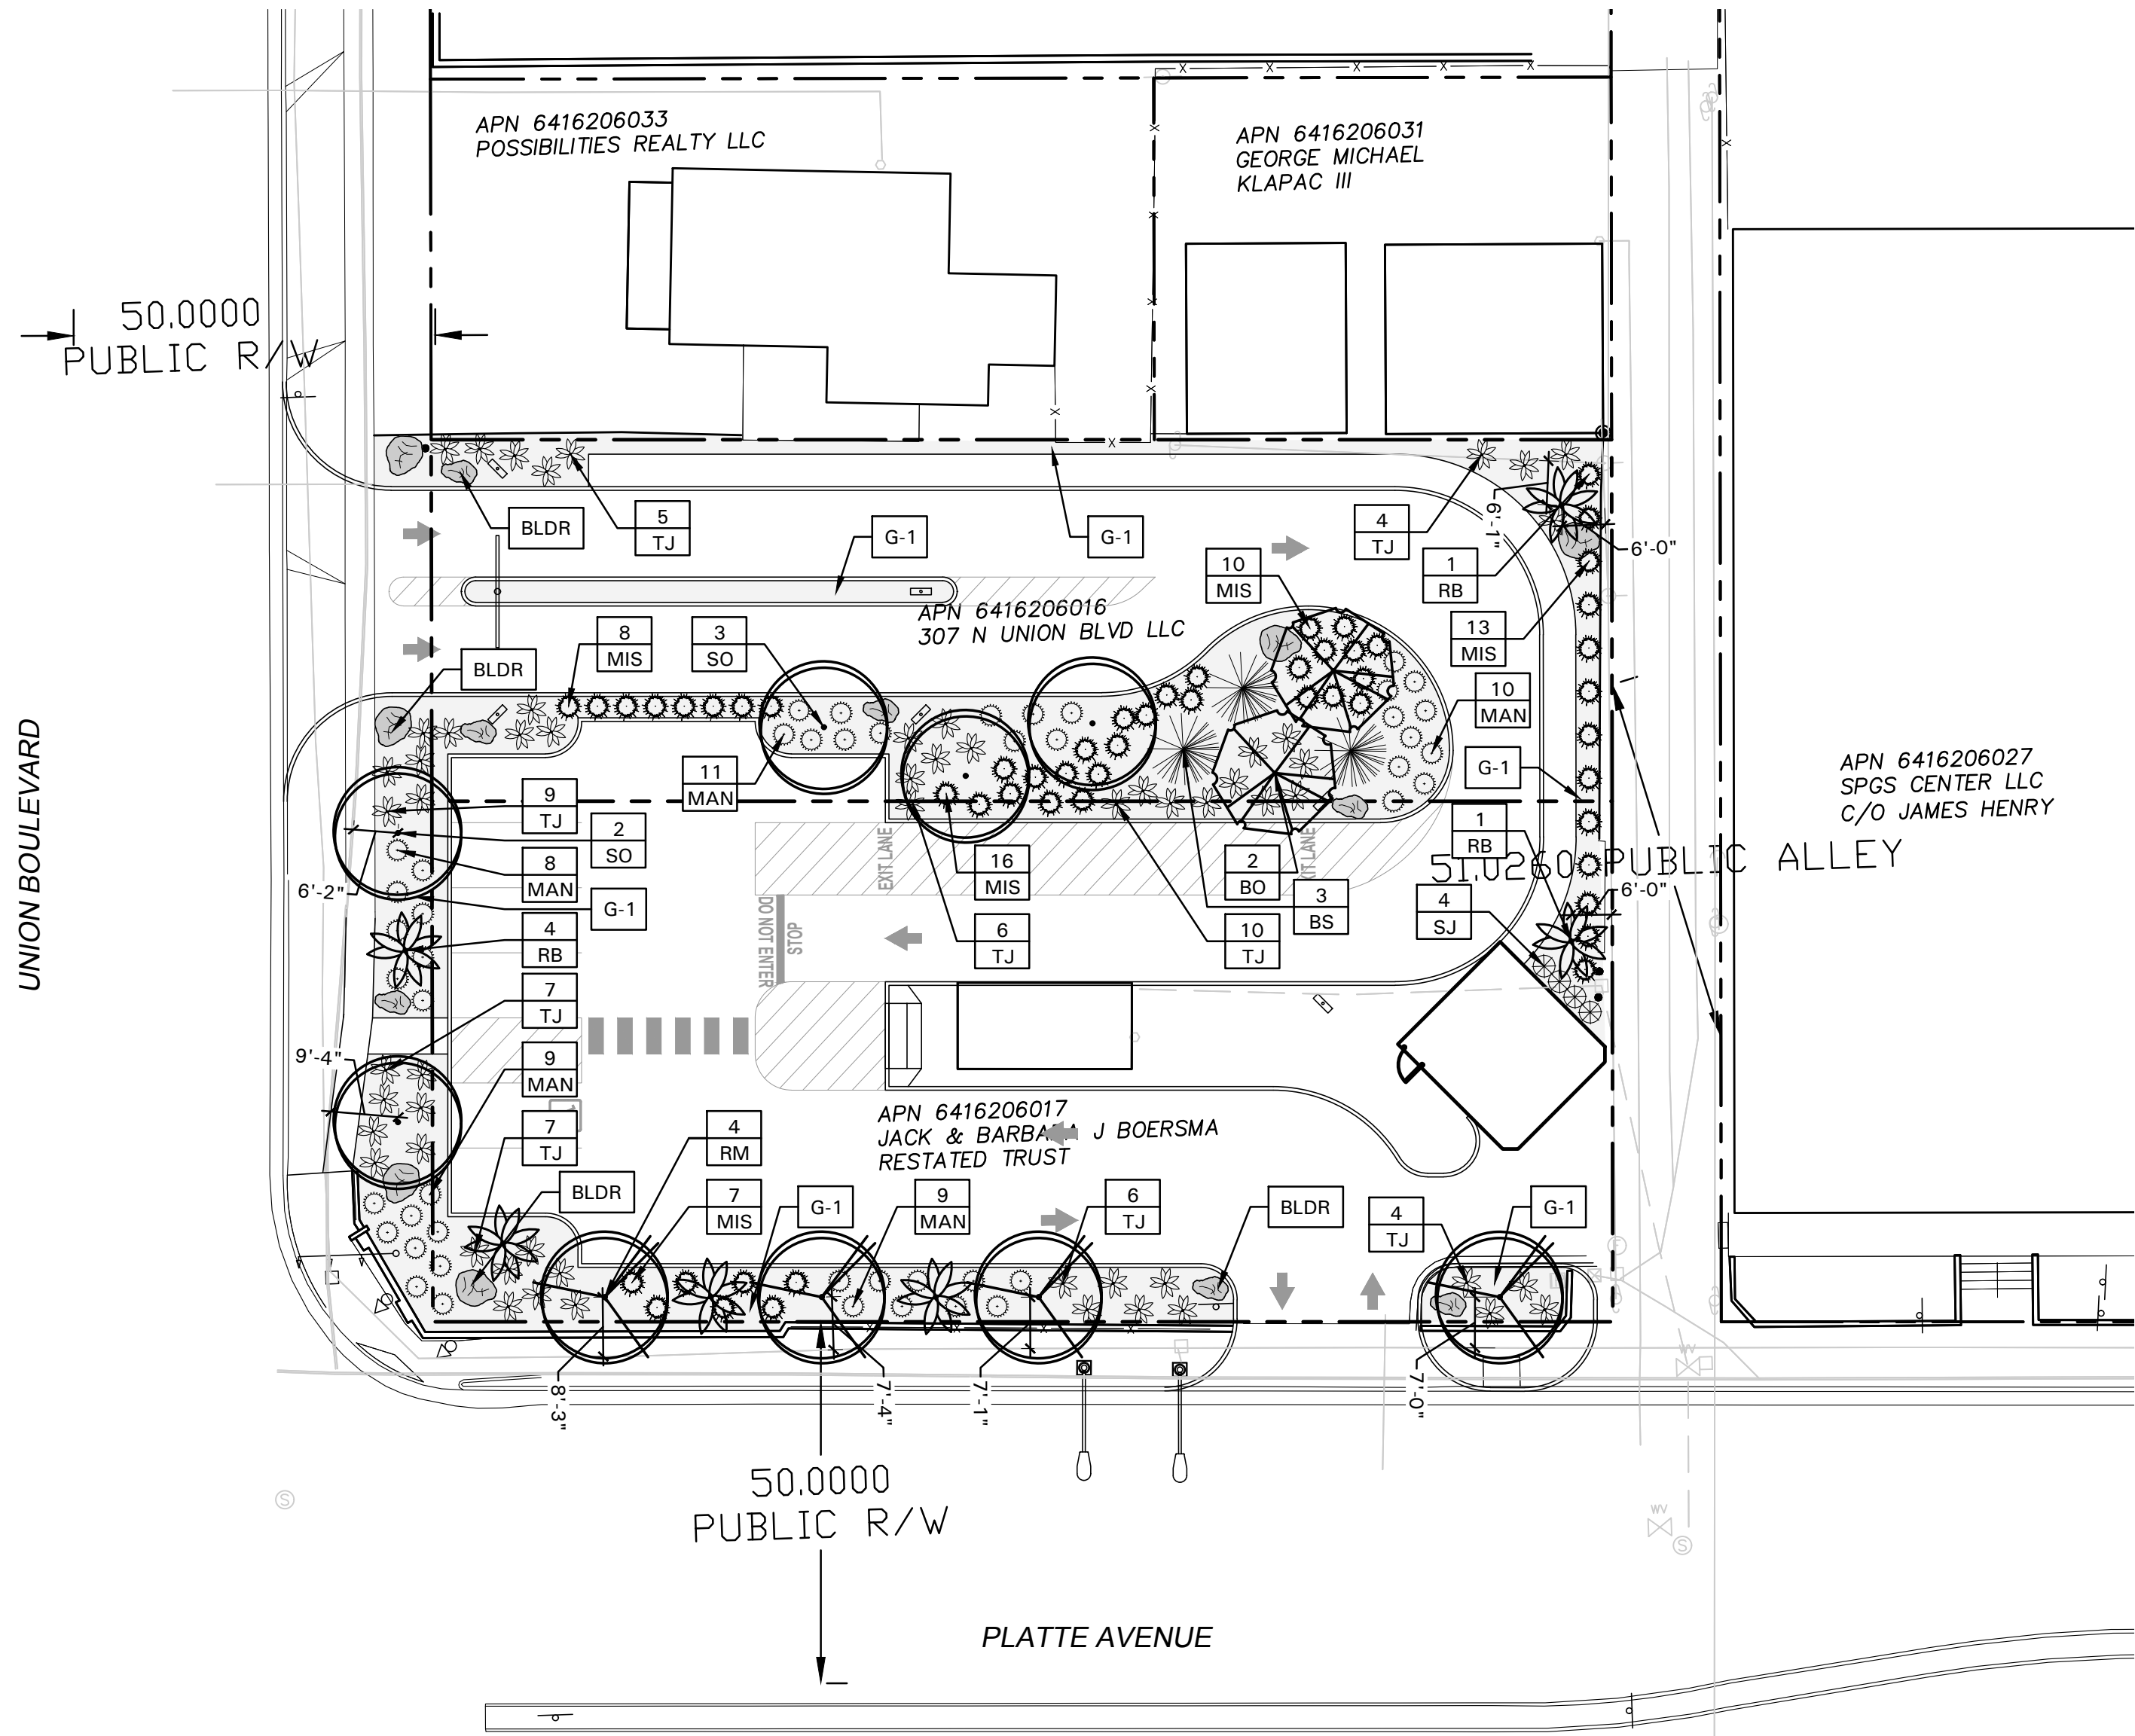 APN 6416206033
POSSIBILITIES REALTY LLC
APN 6416206031
GEORGE MICHAEL
KLAPAC III
50.0000
PUBLIC R/W
BLDR
5
TJ
G-1
G-1
4
TJ
6'-1"
6'-0"
1
RB
10
MIS
APN 6416206016
307 N UNION BLVD LLC
8
MIS
3
SO
13
MIS
BLDR
10
MAN
G-1
11
MAN
9
TJ
2
SO
8
MAN
6'-2"
G-1
4
RB
UNION BOULEVARD
APN 6416206027
SPGS CENTER LLC
C/O JAMES HENRY
1
RB
51.0260 PUBLIC ALLEY
6'-0"
EXIT LANE
16
MIS
2
BO
3
BS
4
SJ
DO NOT ENTER
STOP
6
TJ
10
TJ
7
TJ
9'-4"
9
MAN
APN 6416206017
JACK & BARBARA J BOERSMA
RESTATED TRUST
7
TJ
4
RM
BLDR
7
MIS
G-1
9
MAN
6
TJ
BLDR
4
TJ
G-1
8'-3"
7'-4"
7'-1"
7'-0"
WV
50.0000
PUBLIC R/W
S
WV
S
PLATTE AVENUE